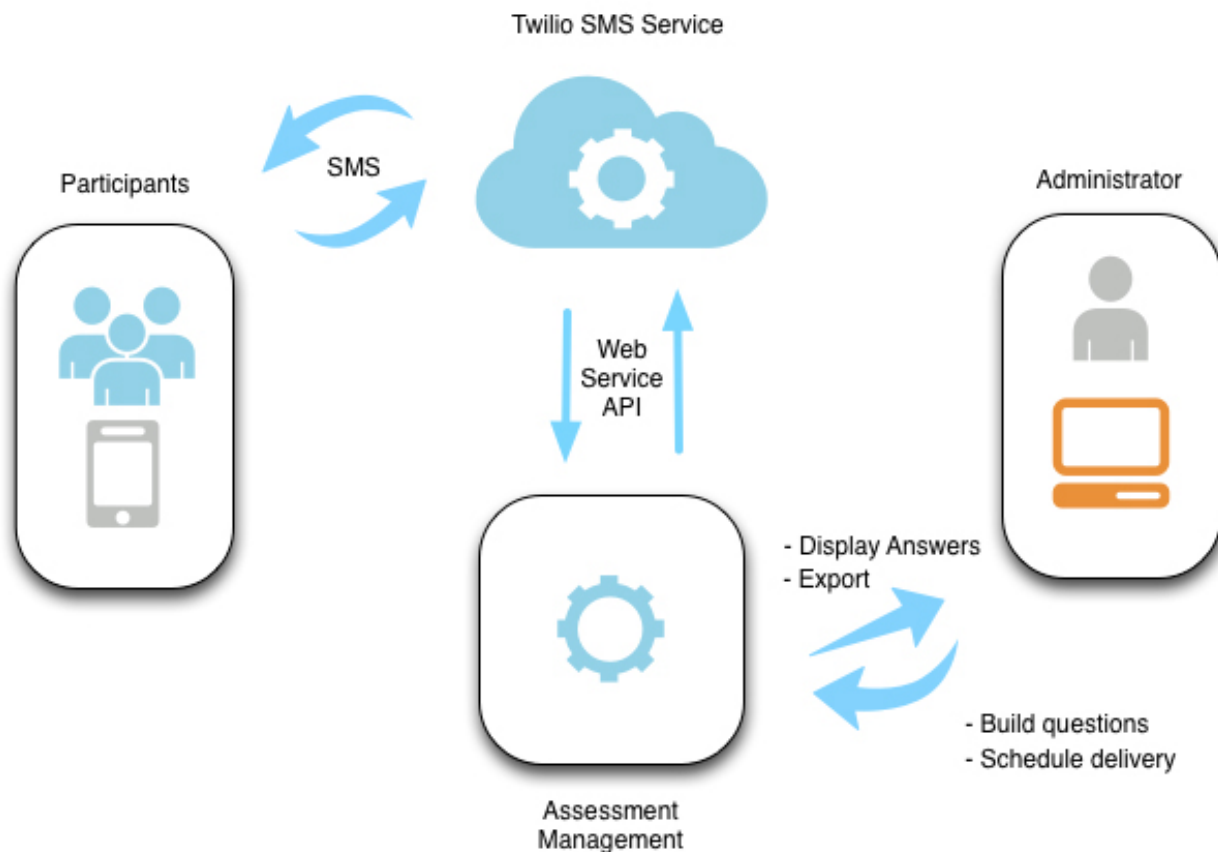 Twilio SMS Service
SMS
Participants
Administrator
Web
Service
API
- Display Answers
- Export
- Build questions
- Schedule delivery
Assessment
Management